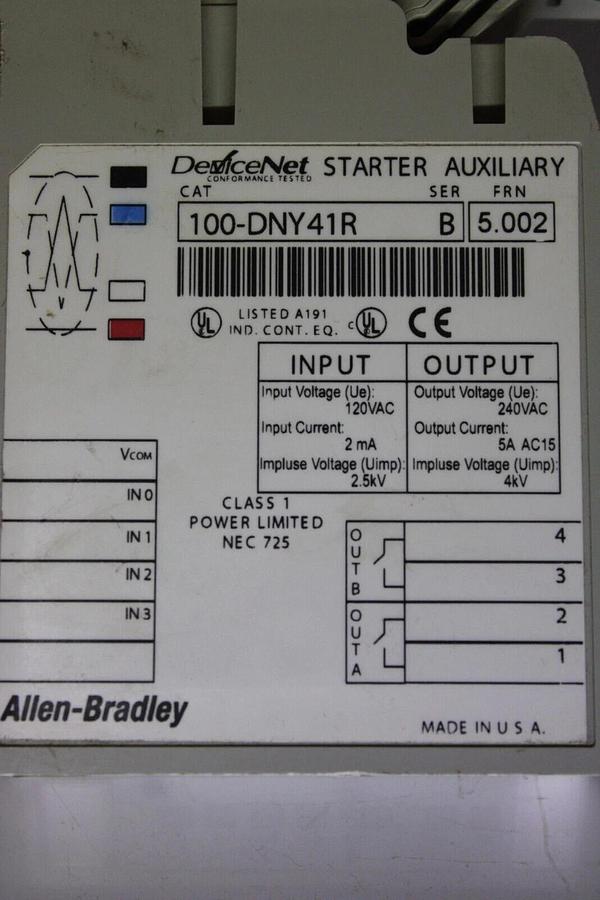 DeviceNet STARTER AUXILIARY
CONFORMANCE TESTED
CAT SER FRN
100-DNY41R B 5.002
UL LISTED A191 c UL CE
IND. CONT. EQ.
INPUT OUTPUT
Input Voltage (Ue): Output Voltage (Ue):
120VAC 240VAC
Input Current: Output Current:
2 mA 5A AC15
Impluse Voltage (Uimp): Impluse Voltage (Uimp):
2.5kV 4kV
VCOM
IN 0
IN 1
IN 2
IN 3
CLASS 1
POWER LIMITED
NEC 725
OUT B
4
3
OUT A
2
1
Allen-Bradley
MADE IN U S A.